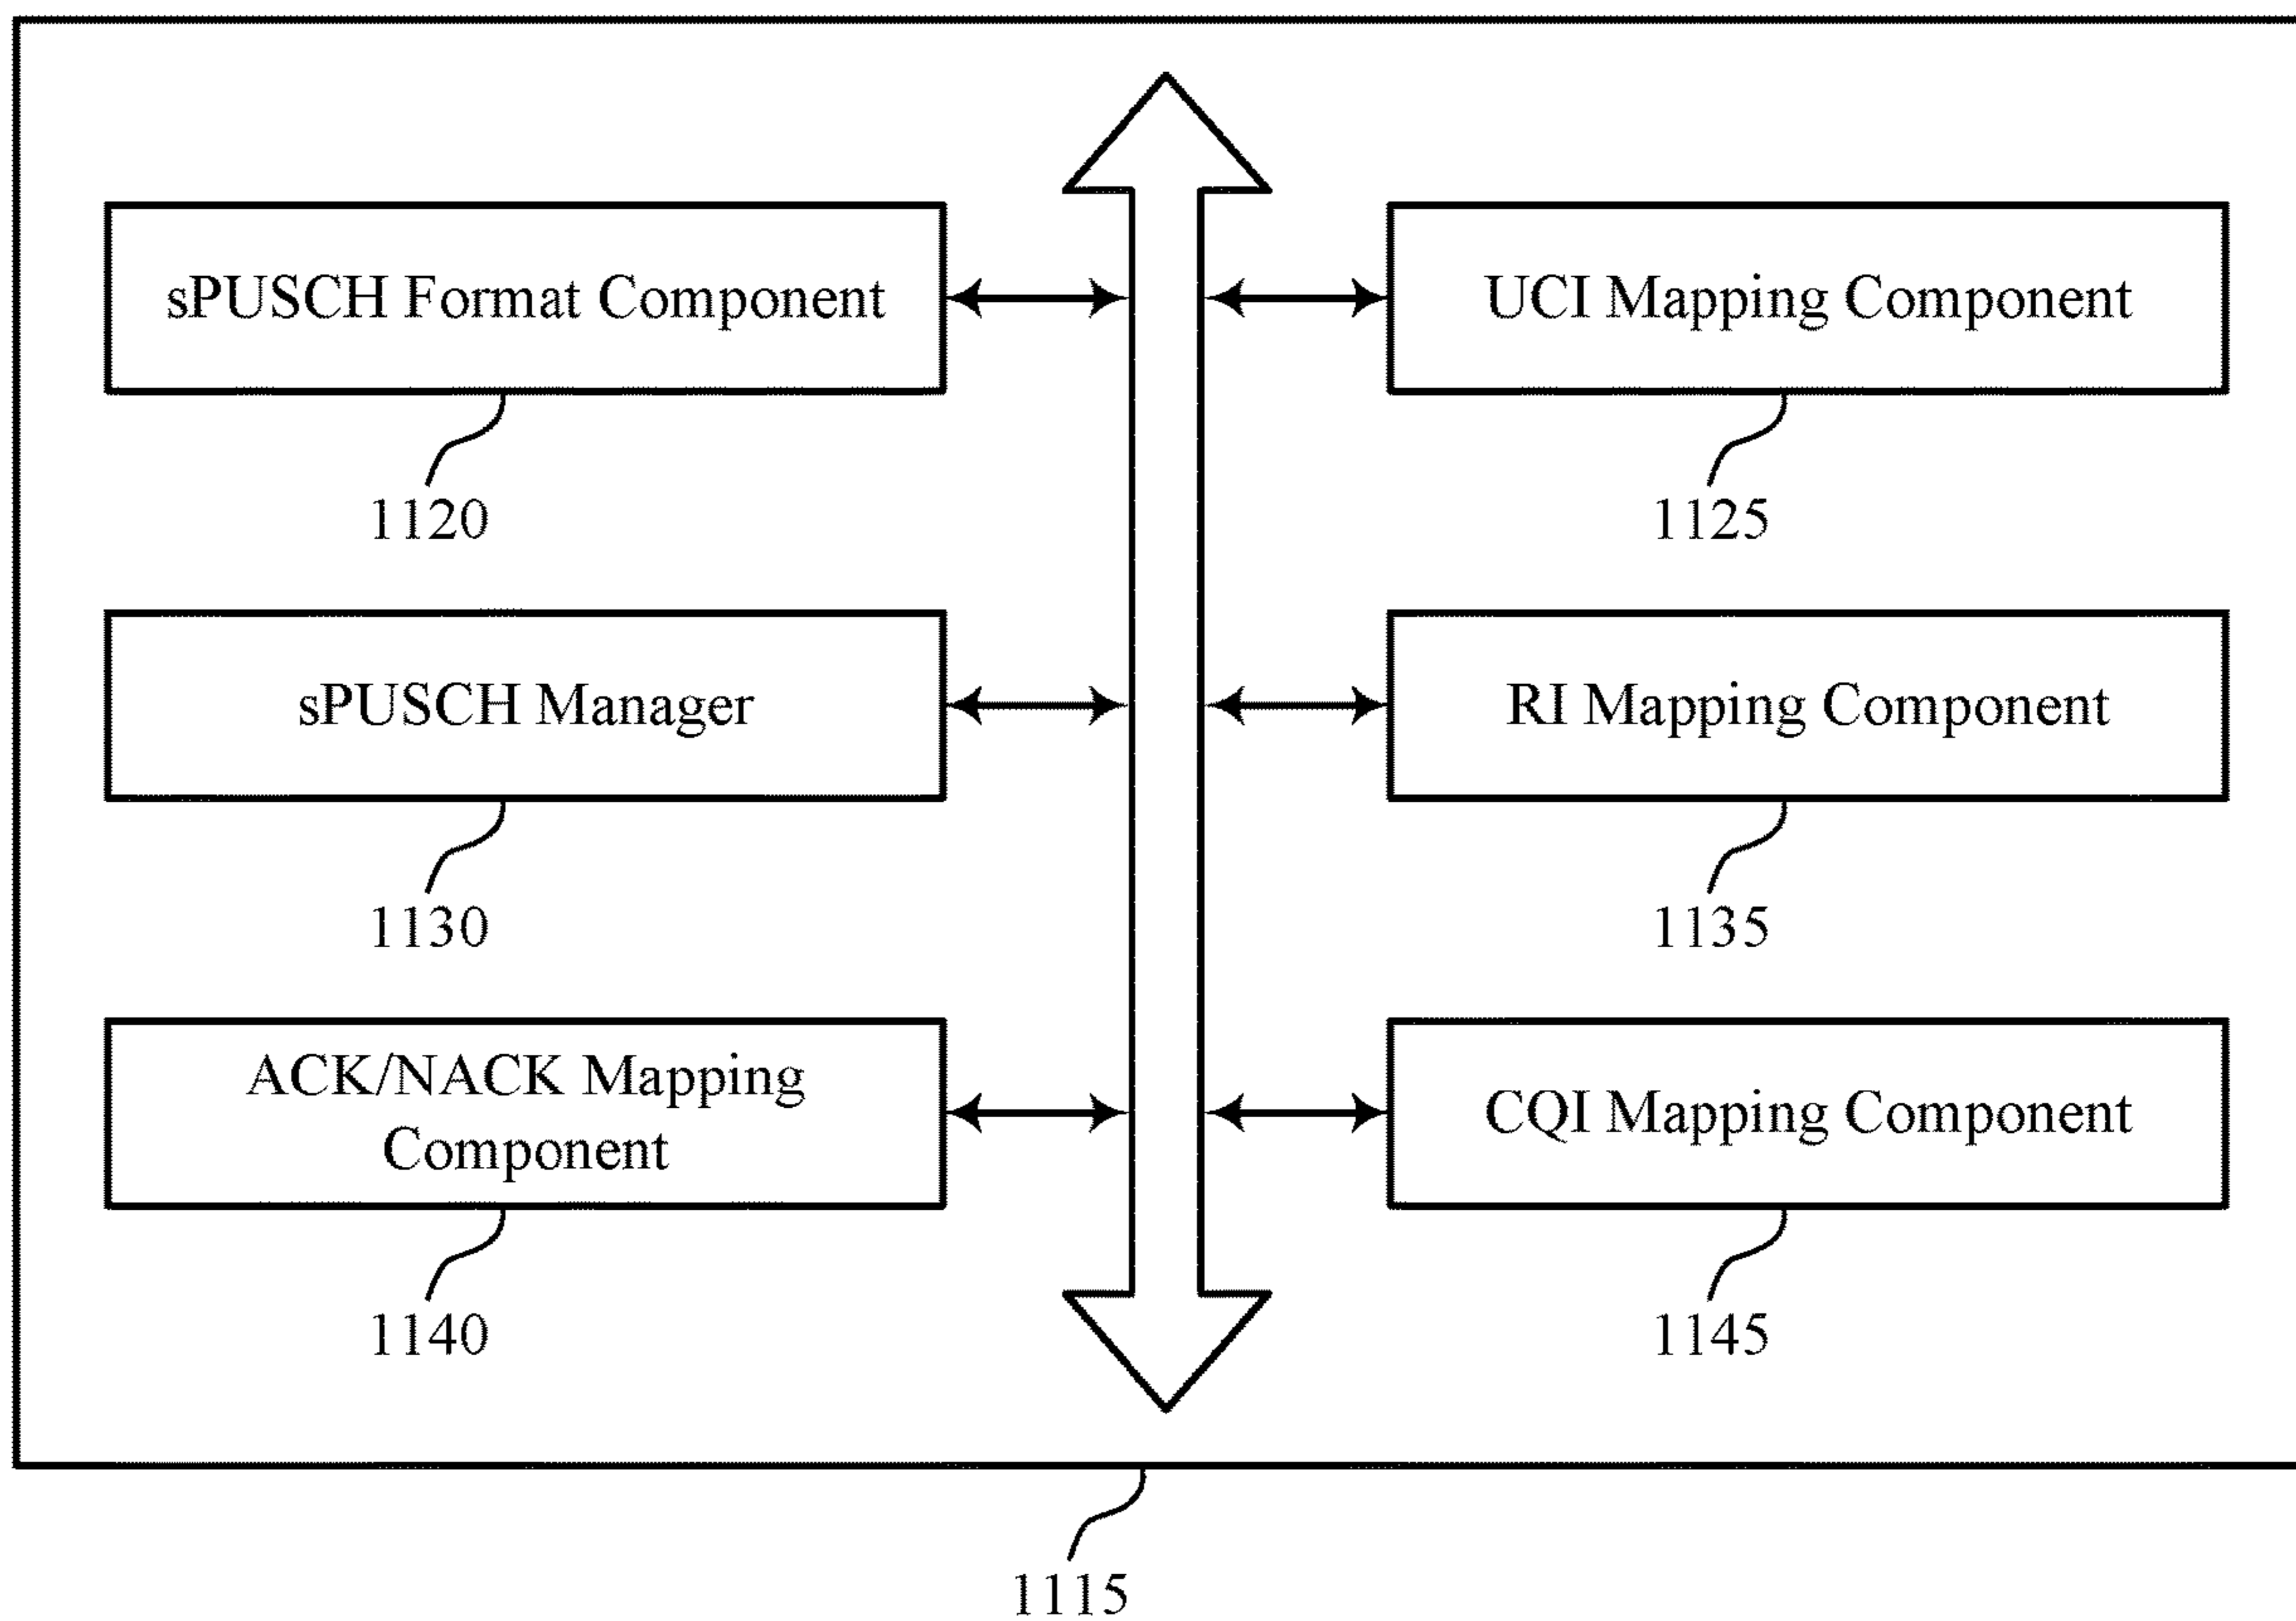 sPUSCH Format Component
UCI Mapping Component
1120
1125
sPUSCH Manager
RI Mapping Component
1130
1135
ACK/NACK Mapping
Component
CQI Mapping Component
1140
1145
1115